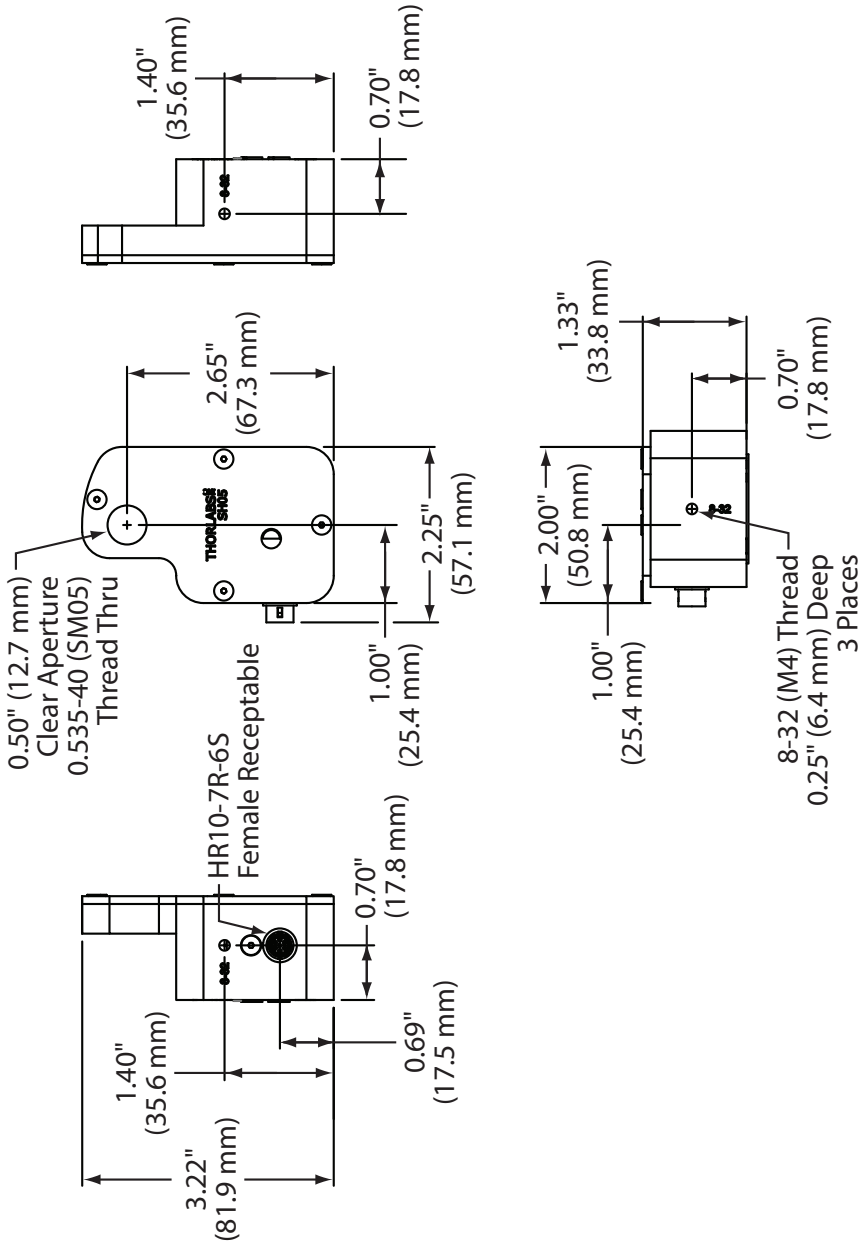 3.22"
(81.9 mm)
1.40"
(35.6 mm)
0.69"
(17.5 mm)
0.70"
(17.8 mm)
HR10-7R-6S
Female Receptable
8-32
0.50" (12.7 mm)
Clear Aperture
0.535-40 (SM05)
Thread Thru
THORLABS
SH05
2.65"
(67.3 mm)
1.00"
(25.4 mm)
2.25"
(57.1 mm)
1.40"
(35.6 mm)
8-32
0.70"
(17.8 mm)
1.00"
(25.4 mm)
2.00"
(50.8 mm)
1.33"
(33.8 mm)
8-32
0.70"
(17.8 mm)
8-32 (M4) Thread
0.25" (6.4 mm) Deep
3 Places